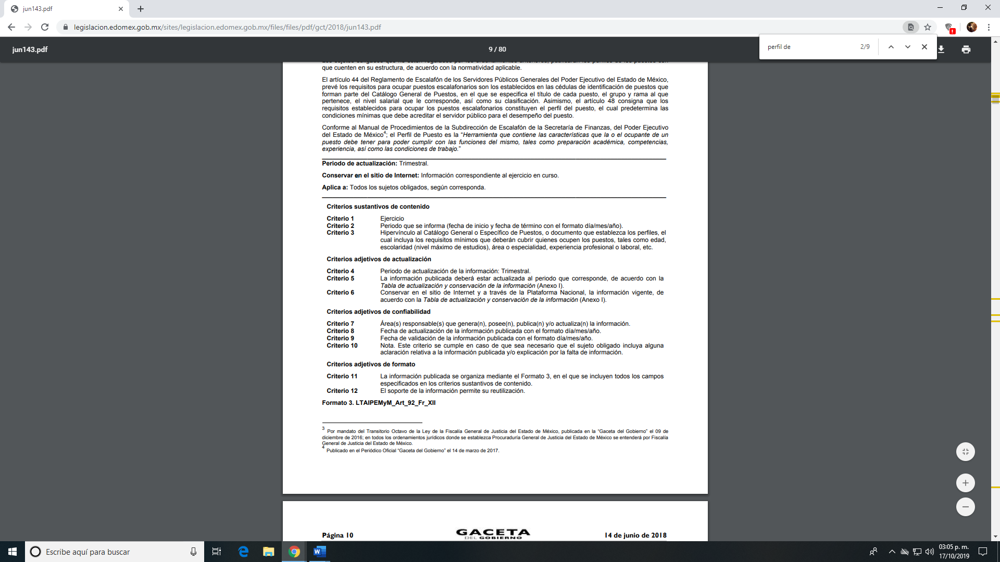 jun143.pdf
legislacion.edomex.gob.mx/sites/legislacion.edomex.gob.mx/files/files/pdf/gct/2018/jun143.pdf
jun143.pdf
9 / 80
perfil de
2/9
que cuenten en su estructura, de acuerdo con la normatividad aplicable.
El artículo 44 del Reglamento de Escalafón de los Servidores Públicos Generales del Poder Ejecutivo del Estado de México,
prevé los requisitos para ocupar puestos escalafonarios son los establecidos en las cédulas de identificación de puestos que
forman parte del Catálogo General de Puestos, en el que se especifica el título de cada puesto, el grupo y rama al que
pertenece, el nivel salarial que le corresponde, así como su clasificación. Asimismo, el artículo 48 consigna que los
requisitos establecidos para ocupar los puestos escalafonarios constituyen el perfil del puesto, el cual predetermina las
condiciones mínimas que debe acreditar el servidor público para el desempeño del puesto.
Conforme al Manual de Procedimientos de la Subdirección de Escalafón de la Secretaría de Finanzas, del Poder Ejecutivo
del Estado de México4; el Perfil de Puesto es la “Herramienta que contiene las características que la o el ocupante de un
puesto debe tener para poder cumplir con las funciones del mismo, tales como preparación académica, competencias,
experiencia, así como las condiciones de trabajo.”
Periodo de actualización: Trimestral.
Conservar en el sitio de Internet: Información correspondiente al ejercicio en curso.
Aplica a: Todos los sujetos obligados, según corresponda.
Criterios sustantivos de contenido
Criterio 1 Ejercicio
Criterio 2 Periodo que se informa (fecha de inicio y fecha de término con el formato día/mes/año).
Criterio 3 Hipervínculo al Catálogo General o Específico de Puestos, o documento que establezca los perfiles, el
cual incluya los requisitos mínimos que deberán cubrir quienes ocupen los puestos, tales como edad,
escolaridad (nivel máximo de estudios), área o especialidad, experiencia profesional o laboral, etc.
Criterios adjetivos de actualización
Criterio 4 Periodo de actualización de la información: Trimestral.
Criterio 5 La información publicada deberá estar actualizada al periodo que corresponde, de acuerdo con la
Tabla de actualización y conservación de la información (Anexo I).
Criterio 6 Conservar en el sitio de Internet y a través de la Plataforma Nacional, la información vigente, de
acuerdo con la Tabla de actualización y conservación de la información (Anexo I).
Criterios adjetivos de confiabilidad
Criterio 7 Área(s) responsable(s) que genera(n), posee(n), publica(n) y/o actualiza(n) la información.
Criterio 8 Fecha de actualización de la información publicada con el formato día/mes/año.
Criterio 9 Fecha de validación de la información publicada con el formato día/mes/año.
Criterio 10 Nota. Este criterio se cumple en caso de que sea necesario que el sujeto obligado incluya alguna
aclaración relativa a la información publicada y/o explicación por la falta de información.
Criterios adjetivos de formato
Criterio 11 La información publicada se organiza mediante el Formato 3, en el que se incluyen todos los campos
especificados en los criterios sustantivos de contenido.
Criterio 12 El soporte de la información permite su reutilización.
Formato 3. LTAIPEMyM_Art_92_Fr_XII
3 Por mandato del Transitorio Octavo de la Ley de la Fiscalía General de Justicia del Estado de México, publicada en la “Gaceta del Gobierno” el 09 de
diciembre de 2016; en todos los ordenamientos jurídicos donde se establezca Procuraduría General de Justicia del Estado de México se entenderá por Fiscalía
General de Justicia del Estado de México.
4 Publicado en el Periódico Oficial “Gaceta del Gobierno” el 14 de marzo de 2017.
Página 10
GACETA
DEL GOBIERNO
14 de junio de 2018
Escribe aquí para buscar
03:05 p. m.
17/10/2019